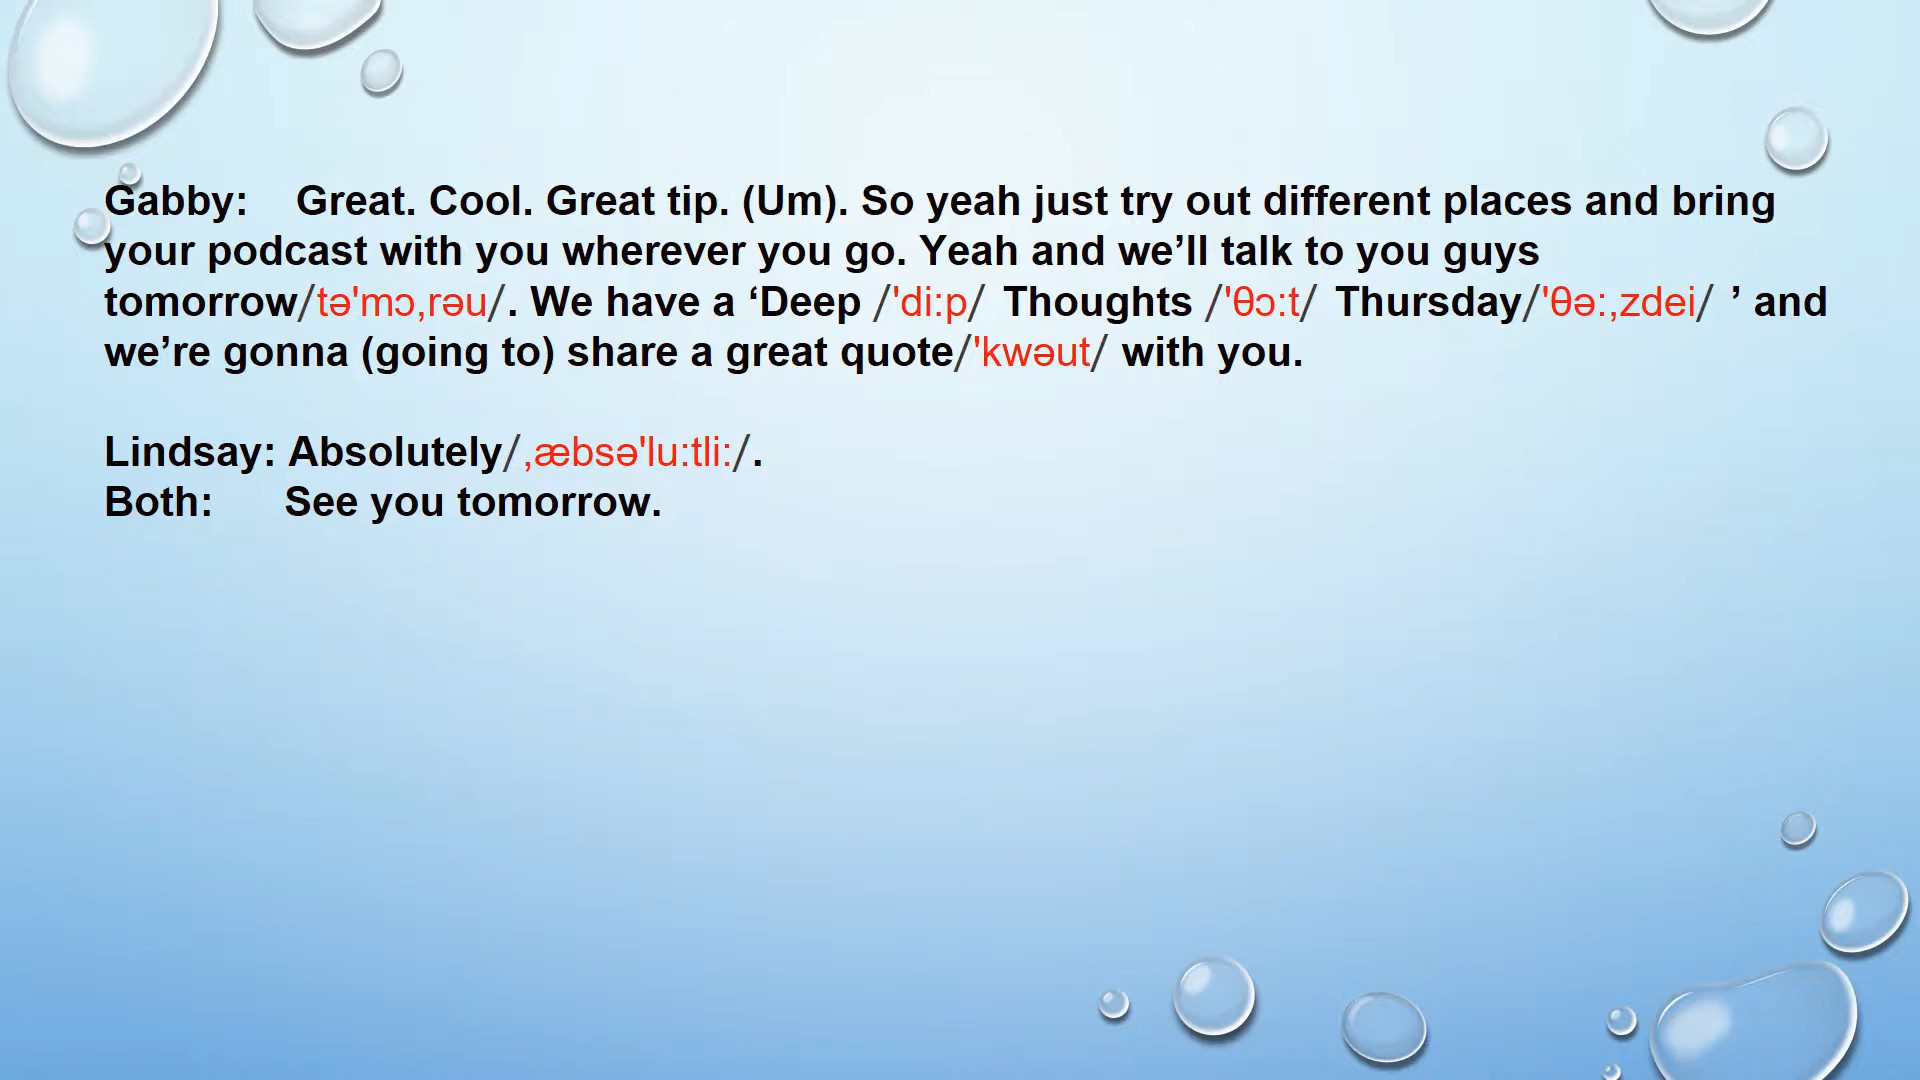 Gabby: Great. Cool. Great tip. (Um). So yeah just try out different places and bring
your podcast with you wherever you go. Yeah and we’ll talk to you guys
tomorrow/tə'mɔ,rəu/. We have a ‘Deep /'di:p/ Thoughts /'θɔ:t/ Thursday/'θə:,zdei/ ’ and
we’re gonna (going to) share a great quote/'kwəut/ with you.
Lindsay: Absolutely/,æbsə'lu:tli:/.
Both: See you tomorrow.